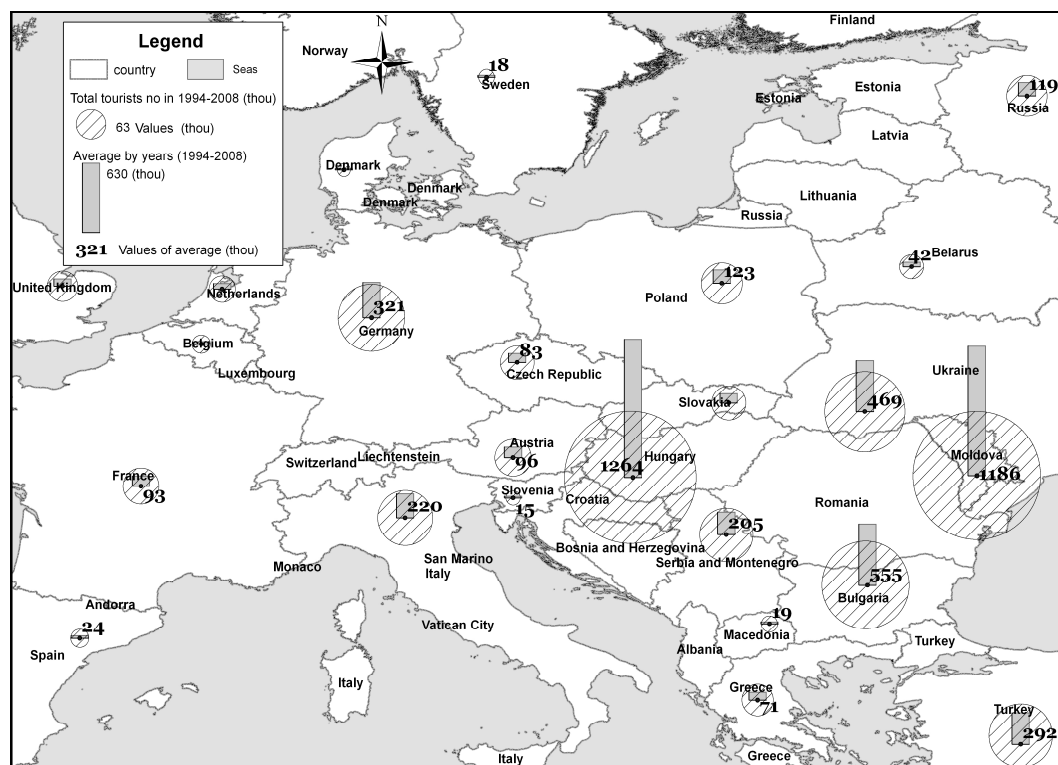 Legend
country
Seas
Total tourists no in 1994-2008 (thou)
63 Values (thou)
Average by years (1994-2008)
630 (thou)
321 Values of average (thou)
N
Norway
Finland
18
Sweden
119
Russia
Estonia
Estonia
Latvia
Denmark
Denmark
Denmark
Lithuania
Russia
42
Belarus
United Kingdom
Netherlands
123
Poland
321
Germany
Belgium
Luxembourg
83
Czech Republic
Slovakia
469
Ukraine
Austria
96
Switzerland
Liechtenstein
1264
Hungary
Moldova
1186
France
93
Slovenia
15
Croatia
Romania
220
205
Bosnia and Herzegovina
Serbia and Montenegro
San Marino
Italy
Monaco
555
Bulgaria
Andorra
24
Spain
Vatican City
19
Macedonia
Albania
Turkey
Italy
Greece
71
Turkey
292
Italy
Greece